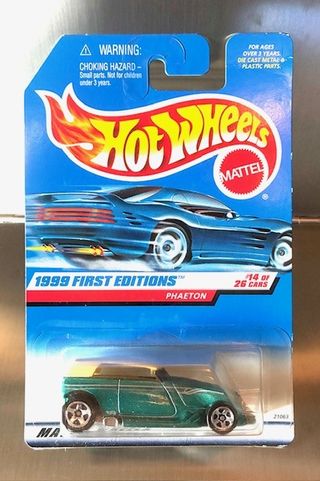 WARNING:
CHOKING HAZARD –
Small parts. Not for children
under 3 years.
FOR AGES
OVER 3 YEARS.
DIE CAST METAL &
PLASTIC PARTS.
Hot Wheels
MATTEL
®
1999 FIRST EDITIONS™
PHAETON
#14 OF
26 CARS
21063